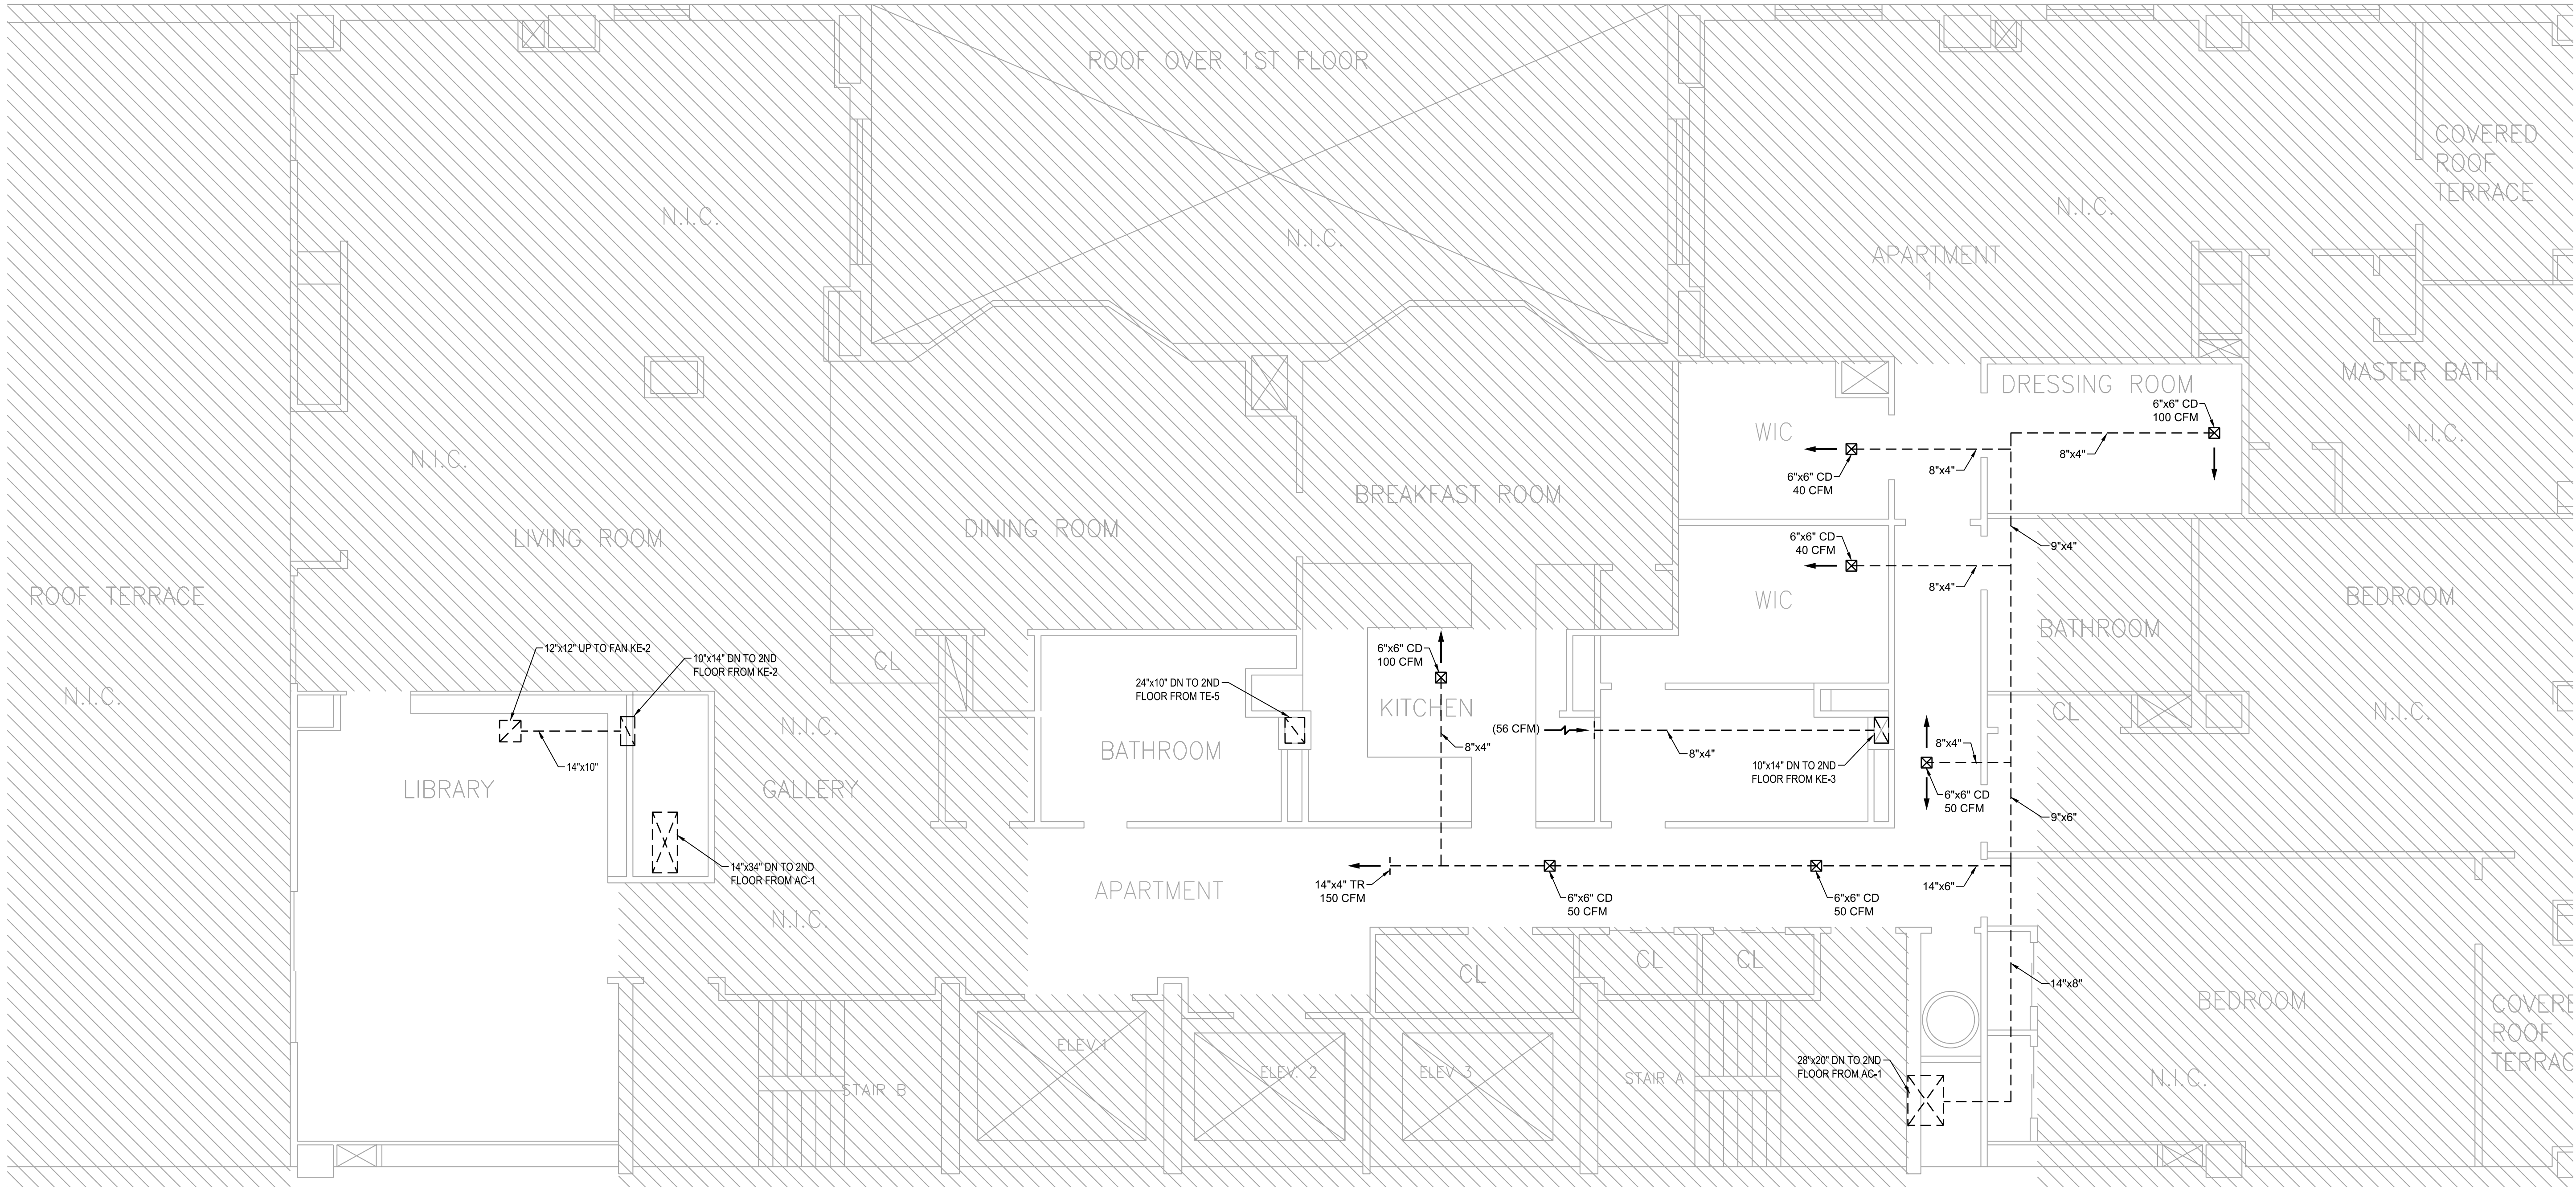 ROOF OVER 1ST FLOOR
COVERED
ROOF
TERRACE
N.I.C.
N.I.C.
N.I.C.
APARTMENT
1
MASTER BATH
DRESSING ROOM
6"x6" CD
100 CFM
WIC
N.I.C.
N.I.C.
8"x4"
8"x4"
6"x6" CD
40 CFM
BREAKFAST ROOM
DINING ROOM
LIVING ROOM
6"x6" CD
40 CFM
9"x4"
8"x4"
ROOF TERRACE
WIC
BEDROOM
BATHROOM
12"x12" UP TO FAN KE-2
10"x14" DN TO 2ND
FLOOR FROM KE-2
CL
6"x6" CD
100 CFM
24"x10" DN TO 2ND
FLOOR FROM TE-5
N.I.C.
N.I.C.
KITCHEN
(56 CFM)
CL
N.I.C.
BATHROOM
8"x4"
8"x4"
8"x4"
14"x10"
10"x14" DN TO 2ND
FLOOR FROM KE-3
LIBRARY
GALLERY
6"x6" CD
50 CFM
9"x6"
14"x34" DN TO 2ND
FLOOR FROM AC-1
APARTMENT
14"x4" TR
150 CFM
6"x6" CD
50 CFM
6"x6" CD
50 CFM
14"x6"
N.I.C.
CL
CL
CL
14"x8"
BEDROOM
COVERE
ROOF
TERRAC
ELEV.1
ELEV. 2
ELEV 3
STAIR B
STAIR A
28"x20" DN TO 2ND
FLOOR FROM AC-1
N.I.C.